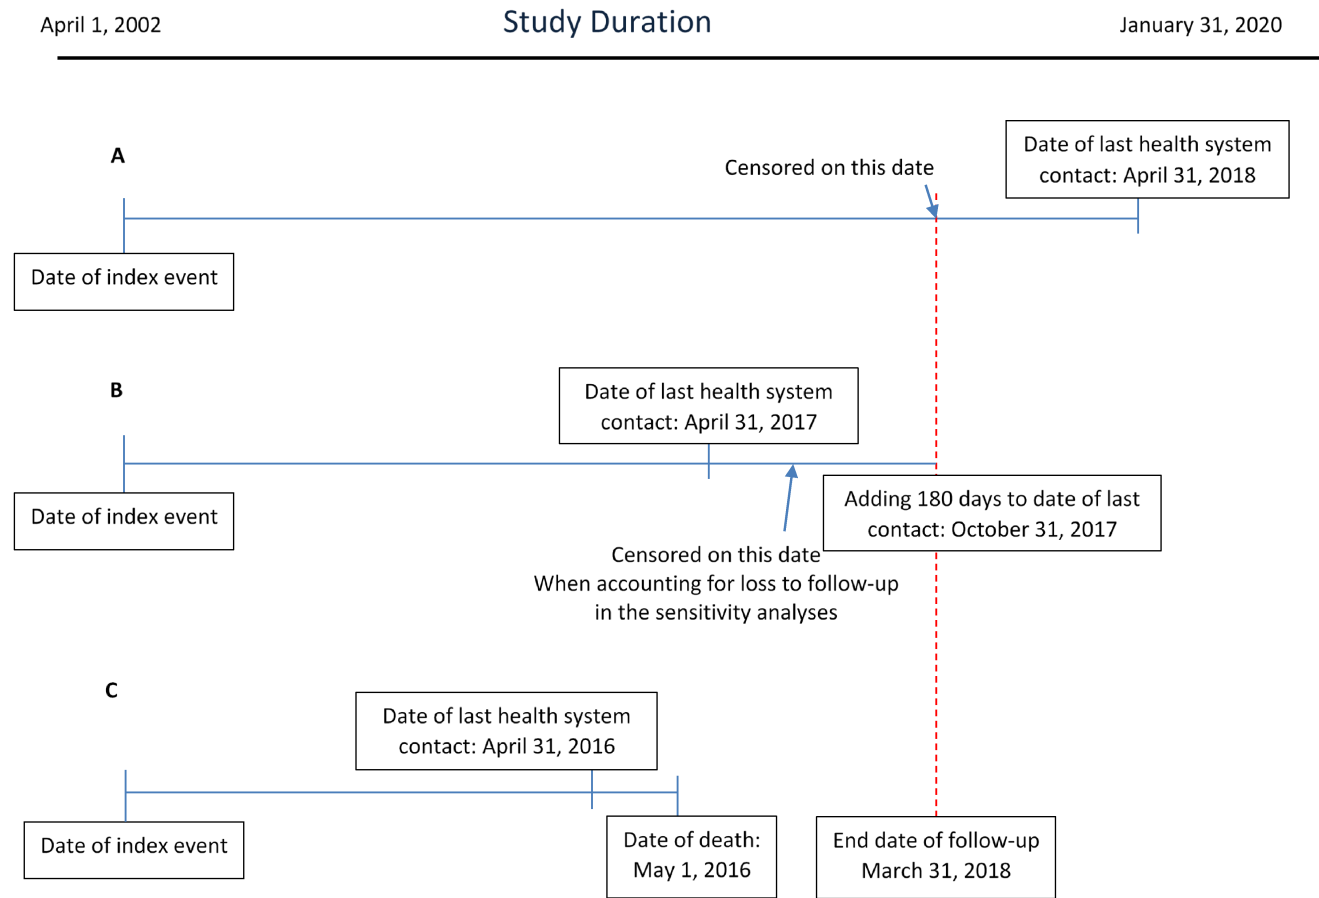 April 1, 2002
Study Duration
January 31, 2020
A
Censored on this date
Date of last health system
contact: April 31, 2018
Date of index event
B
Date of last health system
contact: April 31, 2017
Date of index event
Adding 180 days to date of last
contact: October 31, 2017
Censored on this date
When accounting for loss to follow-up
in the sensitivity analyses
C
Date of last health system
contact: April 31, 2016
Date of index event
Date of death:
May 1, 2016
End date of follow-up
March 31, 2018